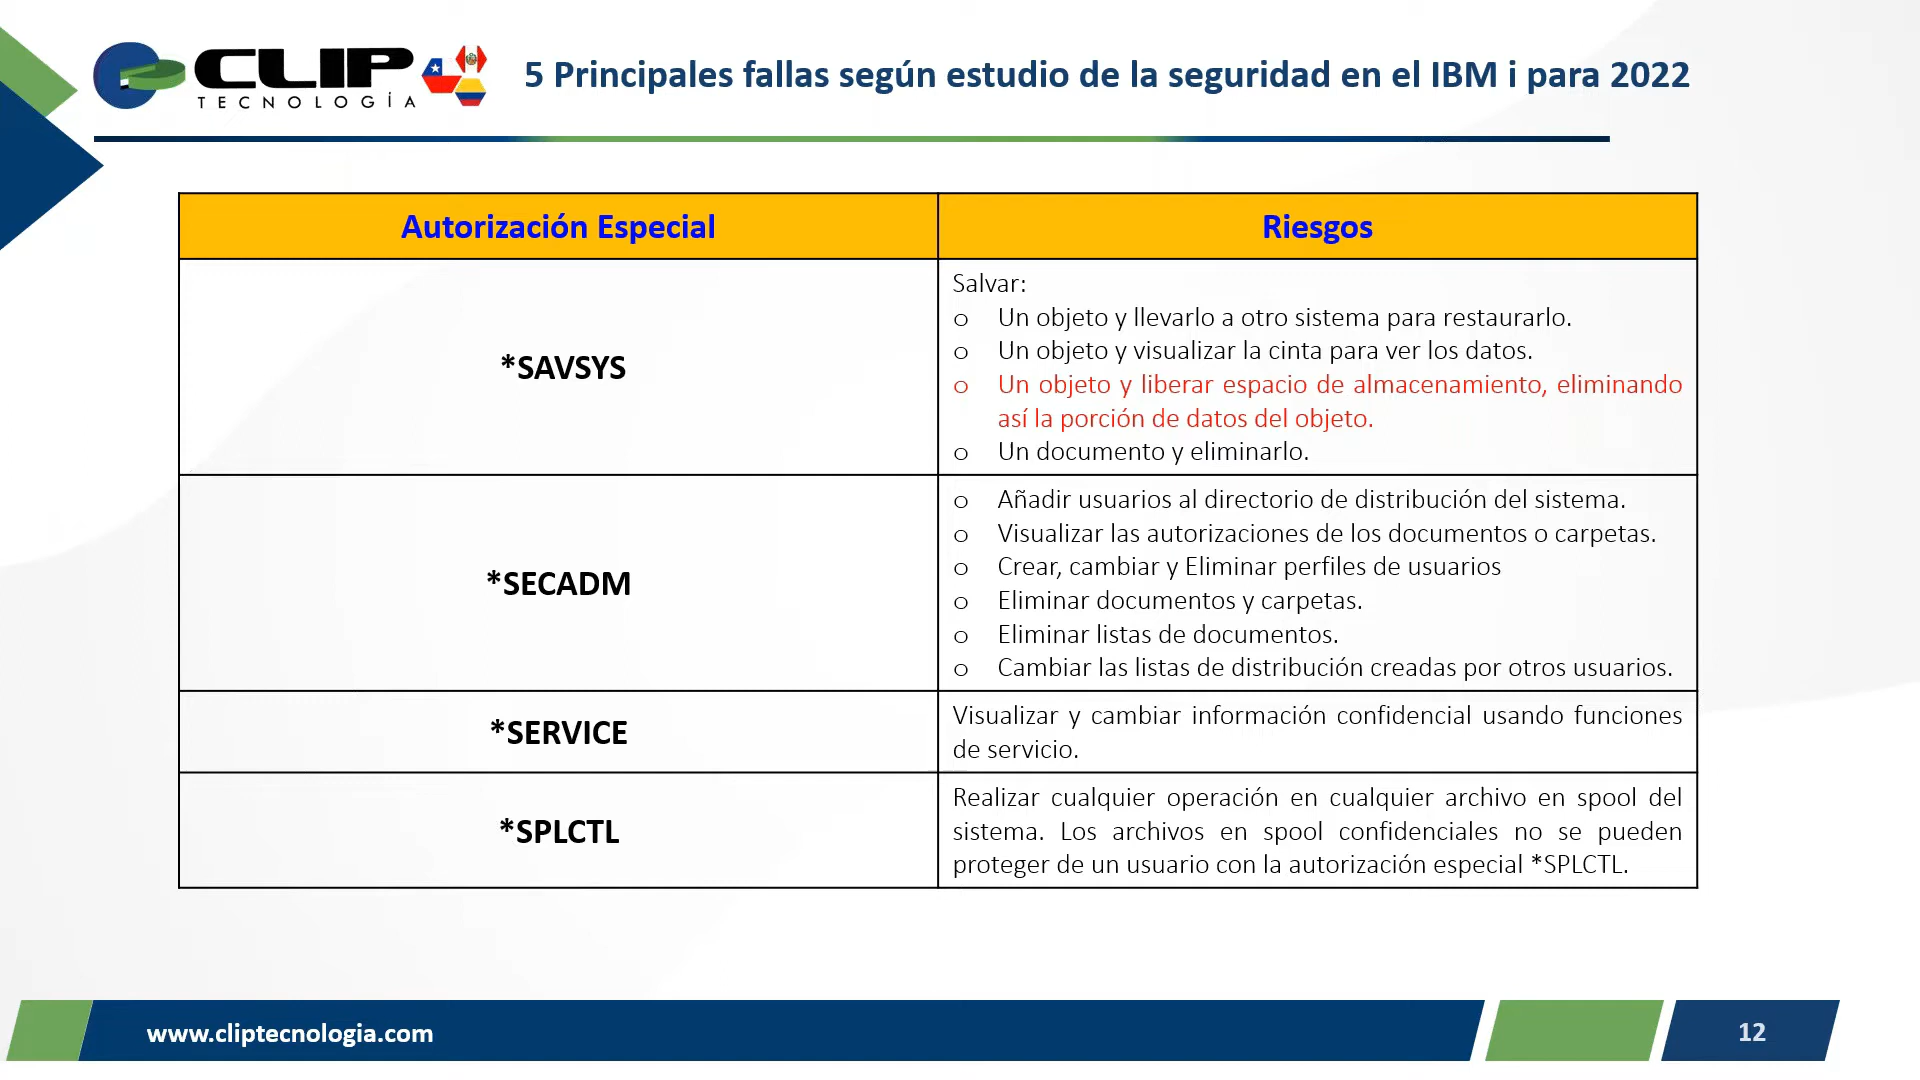 CLIP
TECNOLOGÍA
5 Principales fallas según estudio de la seguridad en el IBM i para 2022
Autorización Especial
Riesgos
*SAVSYS
Salvar:
o Un objeto y llevarlo a otro sistema para restaurarlo.
o Un objeto y visualizar la cinta para ver los datos.
o Un objeto y liberar espacio de almacenamiento, eliminando
así la porción de datos del objeto.
o Un documento y eliminarlo.
*SECADM
o Añadir usuarios al directorio de distribución del sistema.
o Visualizar las autorizaciones de los documentos o carpetas.
o Crear, cambiar y Eliminar perfiles de usuarios
o Eliminar documentos y carpetas.
o Eliminar listas de documentos.
o Cambiar las listas de distribución creadas por otros usuarios.
*SERVICE
Visualizar y cambiar información confidencial usando funciones
de servicio.
*SPLCTL
Realizar cualquier operación en cualquier archivo en spool del
sistema. Los archivos en spool confidenciales no se pueden
proteger de un usuario con la autorización especial *SPLCTL.
www.cliptecnologia.com
12